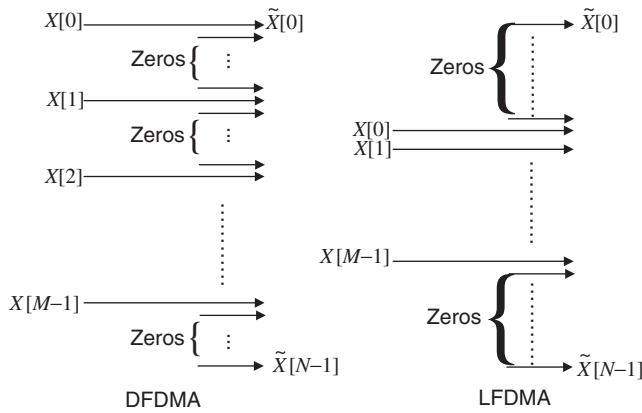 X[0]
X̃[0]
Zeros { ⋮
X[1]
Zeros { ⋮
X[2]
X[M−1]
Zeros { ⋮
X̃[N−1]
DFDMA
X̃[0]
Zeros
X[0]
X[1]
X[M−1]
Zeros
X̃[N−1]
LFDMA